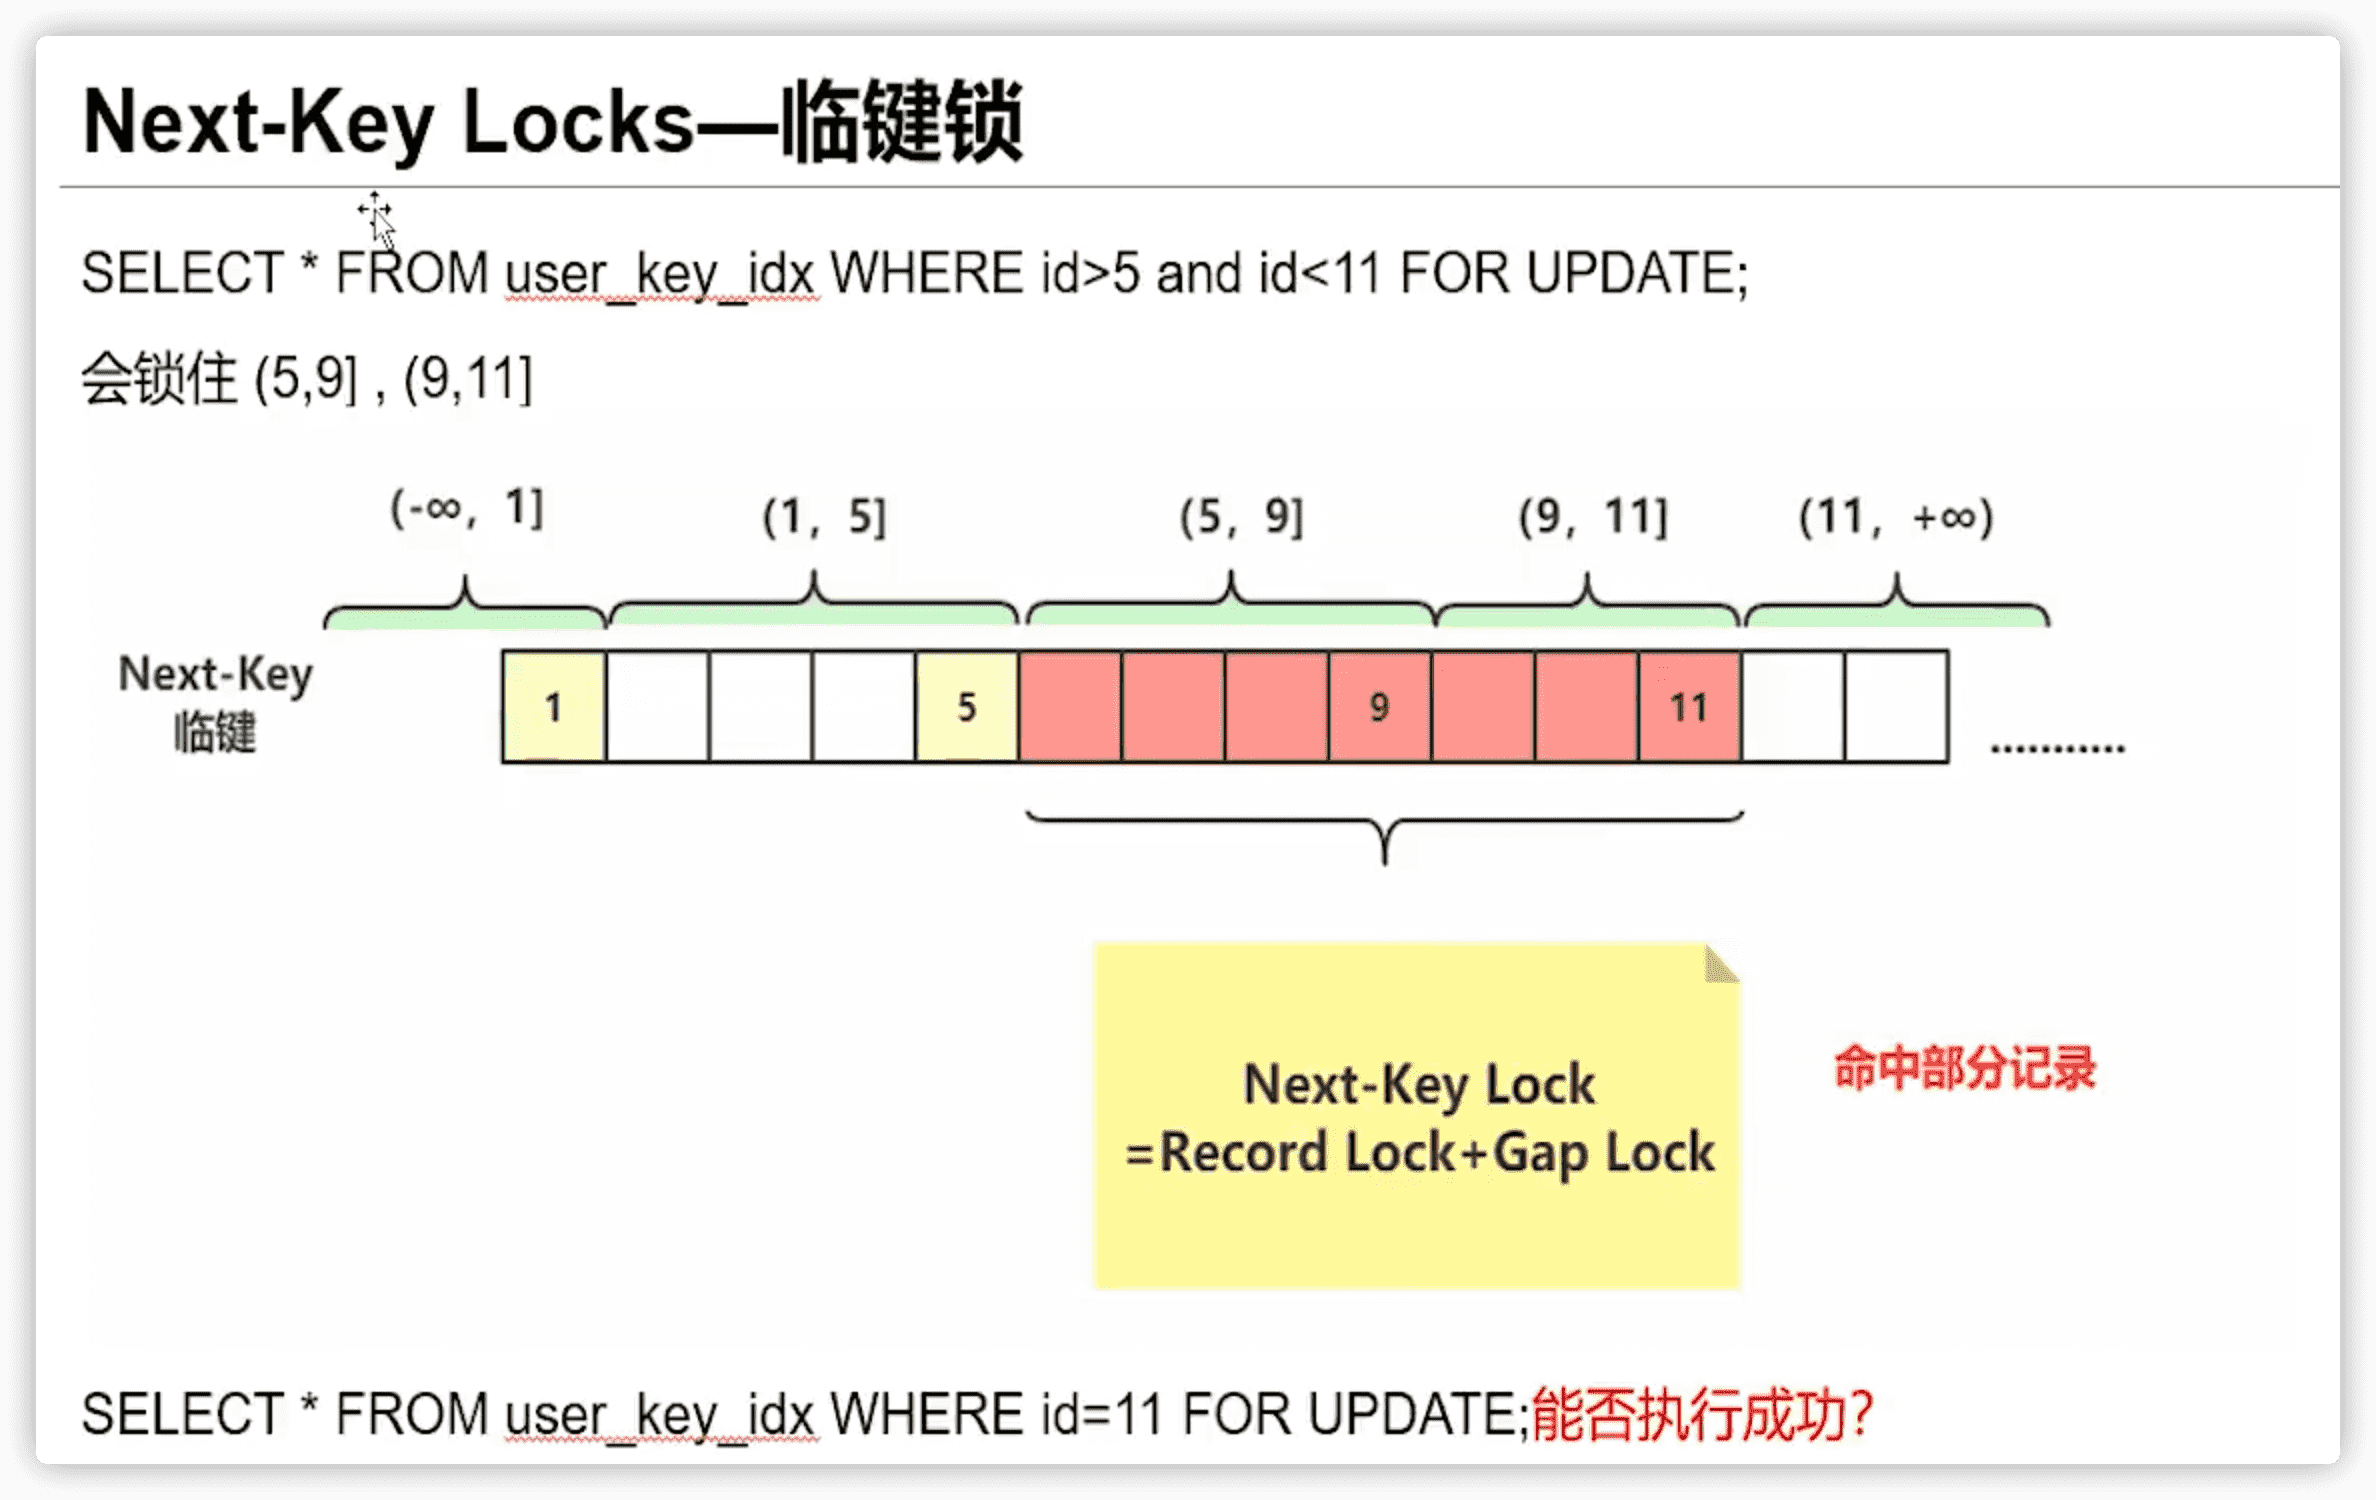 Next-Key Locks—临键锁
SELECT * FROM user_key_idx WHERE id>5 and id<11 FOR UPDATE;
会锁住 (5,9] , (9,11]
(-∞, 1] (1, 5] (5, 9] (9, 11] (11, +∞)
Next-Key
临键
1 5 9 11 ...........
Next-Key Lock
=Record Lock+Gap Lock
命中部分记录
SELECT * FROM user_key_idx WHERE id=11 FOR UPDATE;能否执行成功?